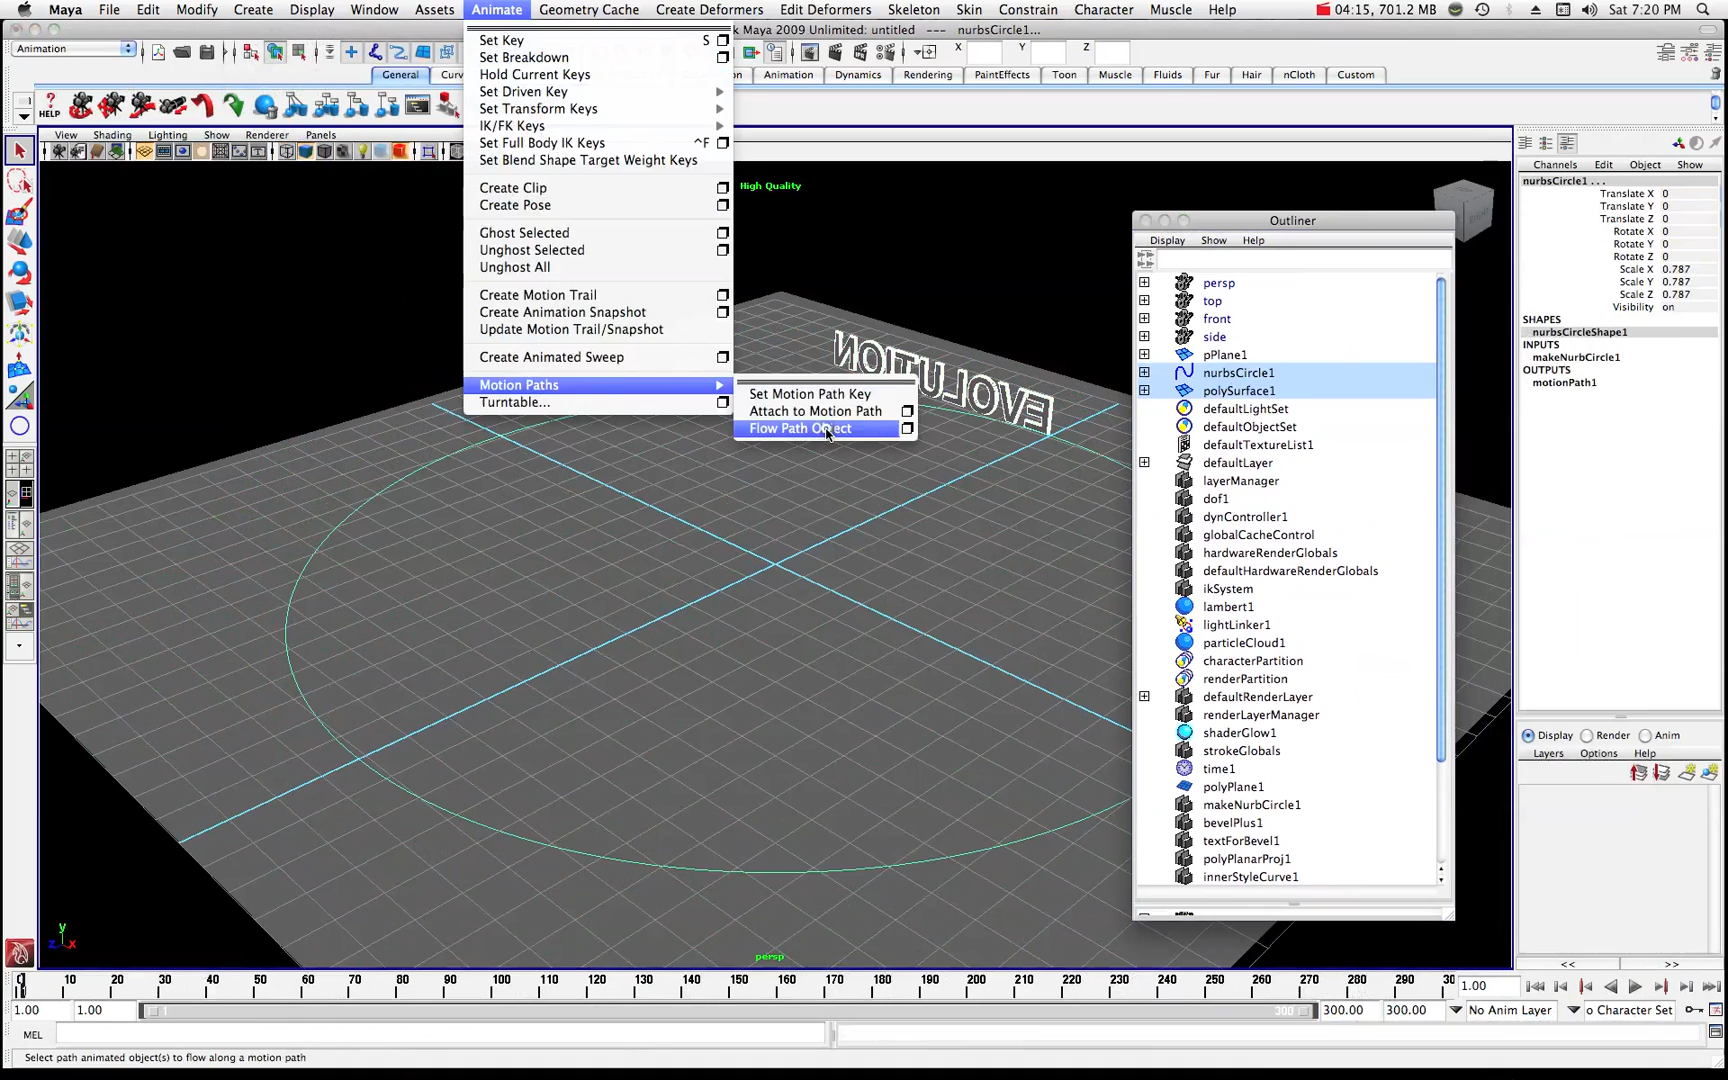 Maya File Edit Modify Create Display Window Assets Animate Geometry Cache Create Deformers Edit Deformers Skeleton Skin Constrain Character Muscle Help 04:15, 701.2 MB Sat 7:20 PM
k Maya 2009 Unlimited: untitled --- nurbsCircle1...
Animation X Y Z
General Curv Animation Dynamics Rendering PaintEffects Toon Muscle Fluids Fur Hair nCloth Custom
HELP
View Shading Lighting Show Renderer Panels
Set Key S
Set Breakdown
Hold Current Keys
Set Driven Key
Set Transform Keys
IK/FK Keys
Set Full Body IK Keys ^F
Set Blend Shape Target Weight Keys
Create Clip
Create Pose
Ghost Selected
Unghost Selected
Unghost All
Create Motion Trail
Create Animation Snapshot
Update Motion Trail/Snapshot
Create Animated Sweep
Motion Paths
Turntable...
Set Motion Path Key
Attach to Motion Path
Flow Path Object
High Quality
EVOLUTION
persp
y
z x
Outliner
Display Show Help
persp
top
front
side
pPlane1
nurbsCircle1
polySurface1
defaultLightSet
defaultObjectSet
defaultTextureList1
defaultLayer
layerManager
dof1
dynController1
globalCacheControl
hardwareRenderGlobals
defaultHardwareRenderGlobals
ikSystem
lambert1
lightLinker1
particleCloud1
characterPartition
renderPartition
defaultRenderLayer
renderLayerManager
shaderGlow1
strokeGlobals
time1
polyPlane1
makeNurbCircle1
bevelPlus1
textForBevel1
polyPlanarProj1
innerStyleCurve1
Channels Edit Object Show
nurbsCircle1 ...
Translate X 0
Translate Y 0
Translate Z 0
Rotate X 0
Rotate Y 0
Rotate Z 0
Scale X 0.787
Scale Y 0.787
Scale Z 0.787
Visibility on
SHAPES
nurbsCircleShape1
INPUTS
makeNurbCircle1
OUTPUTS
motionPath1
Display Render Anim
Layers Options Help
<< >>
10 20 30 40 50 60 70 80 90 100 110 120 130 140 150 160 170 180 190 200 210 220 230 240 250 260 270 280 290 30 1.00
1.00 1.00 1 300 300.00 300.00 No Anim Layer o Character Set
MEL
Select path animated object(s) to flow along a motion path